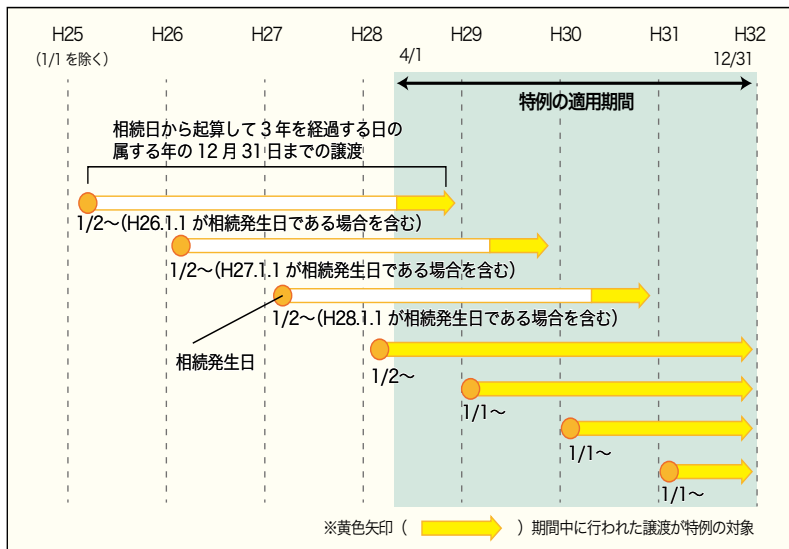 H25 H26 H27 H28 H29 H30 H31 H32
(1/1 を除く) 4/1 12/31
特例の適用期間
相続日から起算して 3 年を経過する日の
属する年の 12 月 31 日までの譲渡
1/2～(H26.1.1 が相続発生日である場合を含む)
1/2～(H27.1.1 が相続発生日である場合を含む)
1/2～(H28.1.1 が相続発生日である場合を含む)
相続発生日
1/2～
1/1～
1/1～
1/1～
※黄色矢印 ( ) 期間中に行われた譲渡が特例の対象